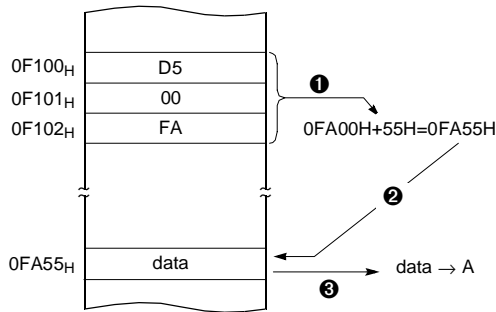 0F100H D5
0F101H 00
0F102H FA
❶
0FA00H+55H=0FA55H
❷
0FA55H data
❸
data → A